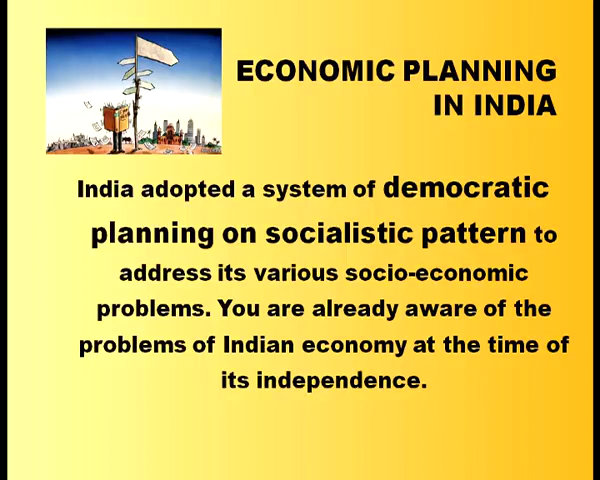 ECONOMIC PLANNING
IN INDIA
India adopted a system of democratic
planning on socialistic pattern to
address its various socio-economic
problems. You are already aware of the
problems of Indian economy at the time of
its independence.